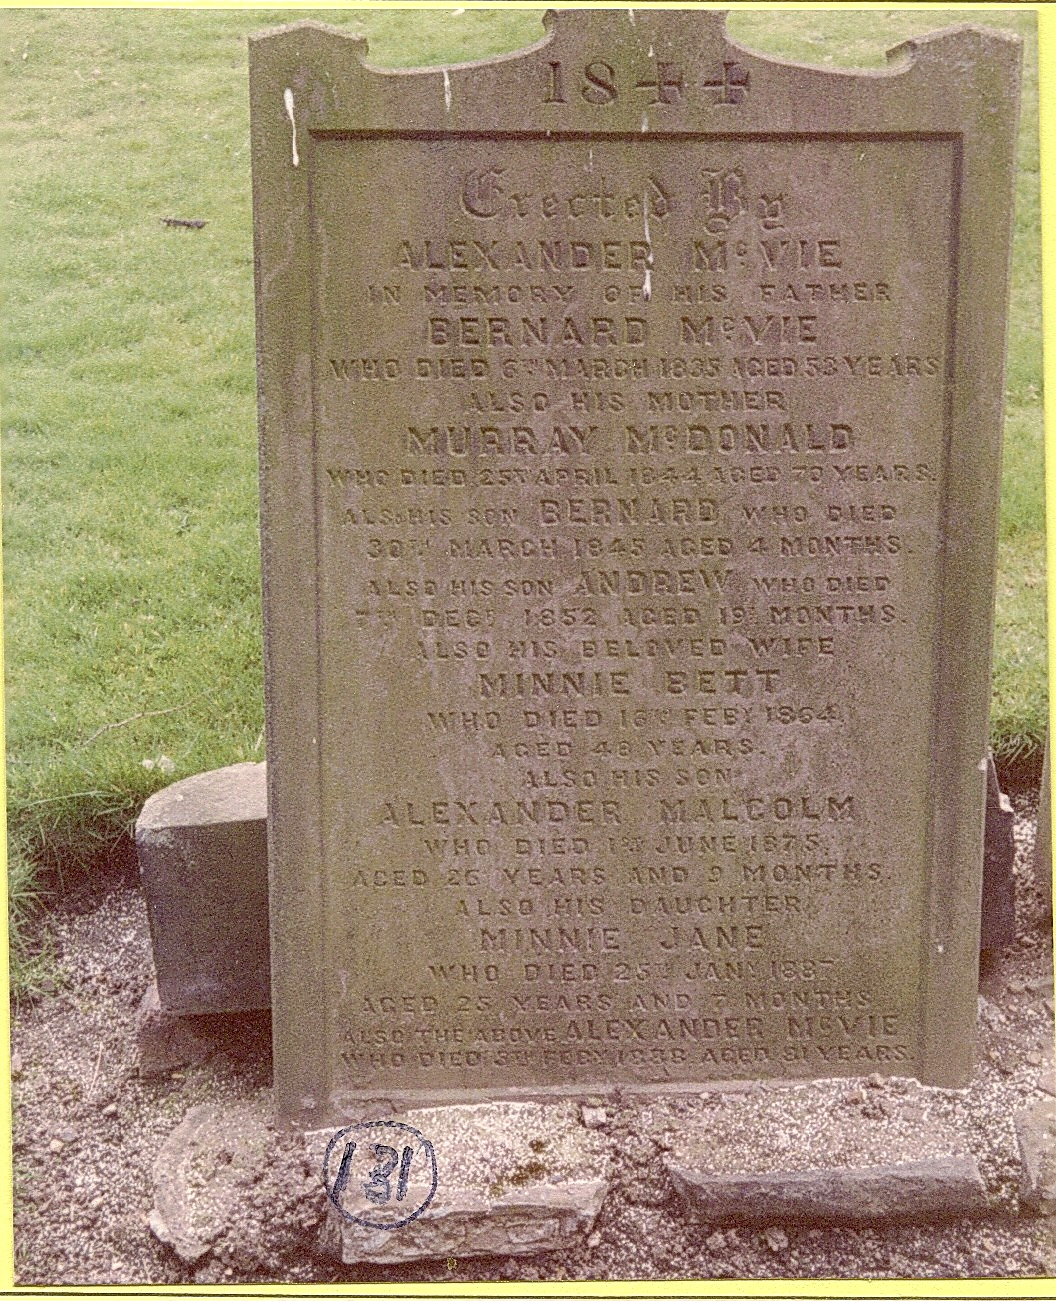 1844
Erected By
ALEXANDER McVIE
IN MEMORY OF HIS FATHER
BERNARD McVIE
WHO DIED 6TH MARCH 1835 AGED 53 YEARS
ALSO HIS MOTHER
MURRAY McDONALD
WHO DIED 25TH APRIL 1844 AGED 70 YEARS.
ALSO HIS SON BERNARD WHO DIED
30TH MARCH 1845 AGED 4 MONTHS.
ALSO HIS SON ANDREW WHO DIED
7TH DECR 1852 AGED 19 MONTHS.
ALSO HIS BELOVED WIFE
MINNIE BETT
WHO DIED 16TH FEBY 1864,
AGED 48 YEARS.
ALSO HIS SON
ALEXANDER MALCOLM
WHO DIED 1ST JUNE 1875,
AGED 26 YEARS AND 9 MONTHS.
ALSO HIS DAUGHTER
MINNIE JANE
WHO DIED 25TH JANY 1887
AGED 25 YEARS AND 7 MONTHS
ALSO THE ABOVE ALEXANDER McVIE
WHO DIED 3RD FEBY 1888 AGED 81 YEARS.
131